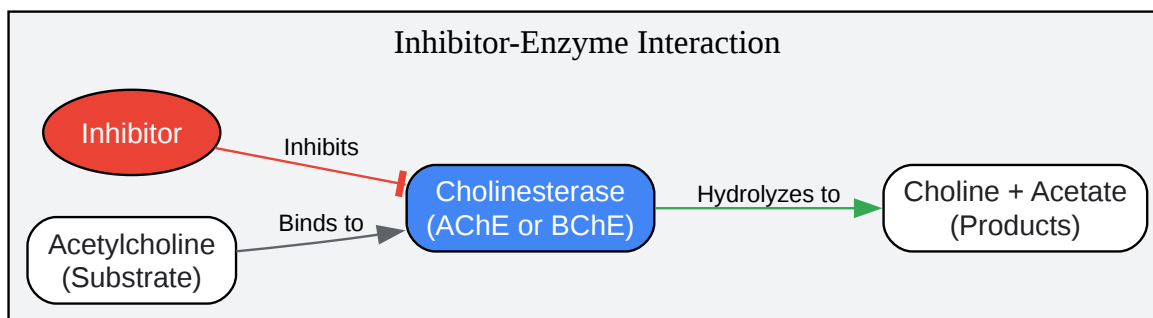 Inhibitor-Enzyme Interaction
Inhibitor
Inhibits
Acetylcholine
(Substrate)
Binds to
Cholinesterase
(AChE or BChE)
Hydrolyzes to
Choline + Acetate
(Products)